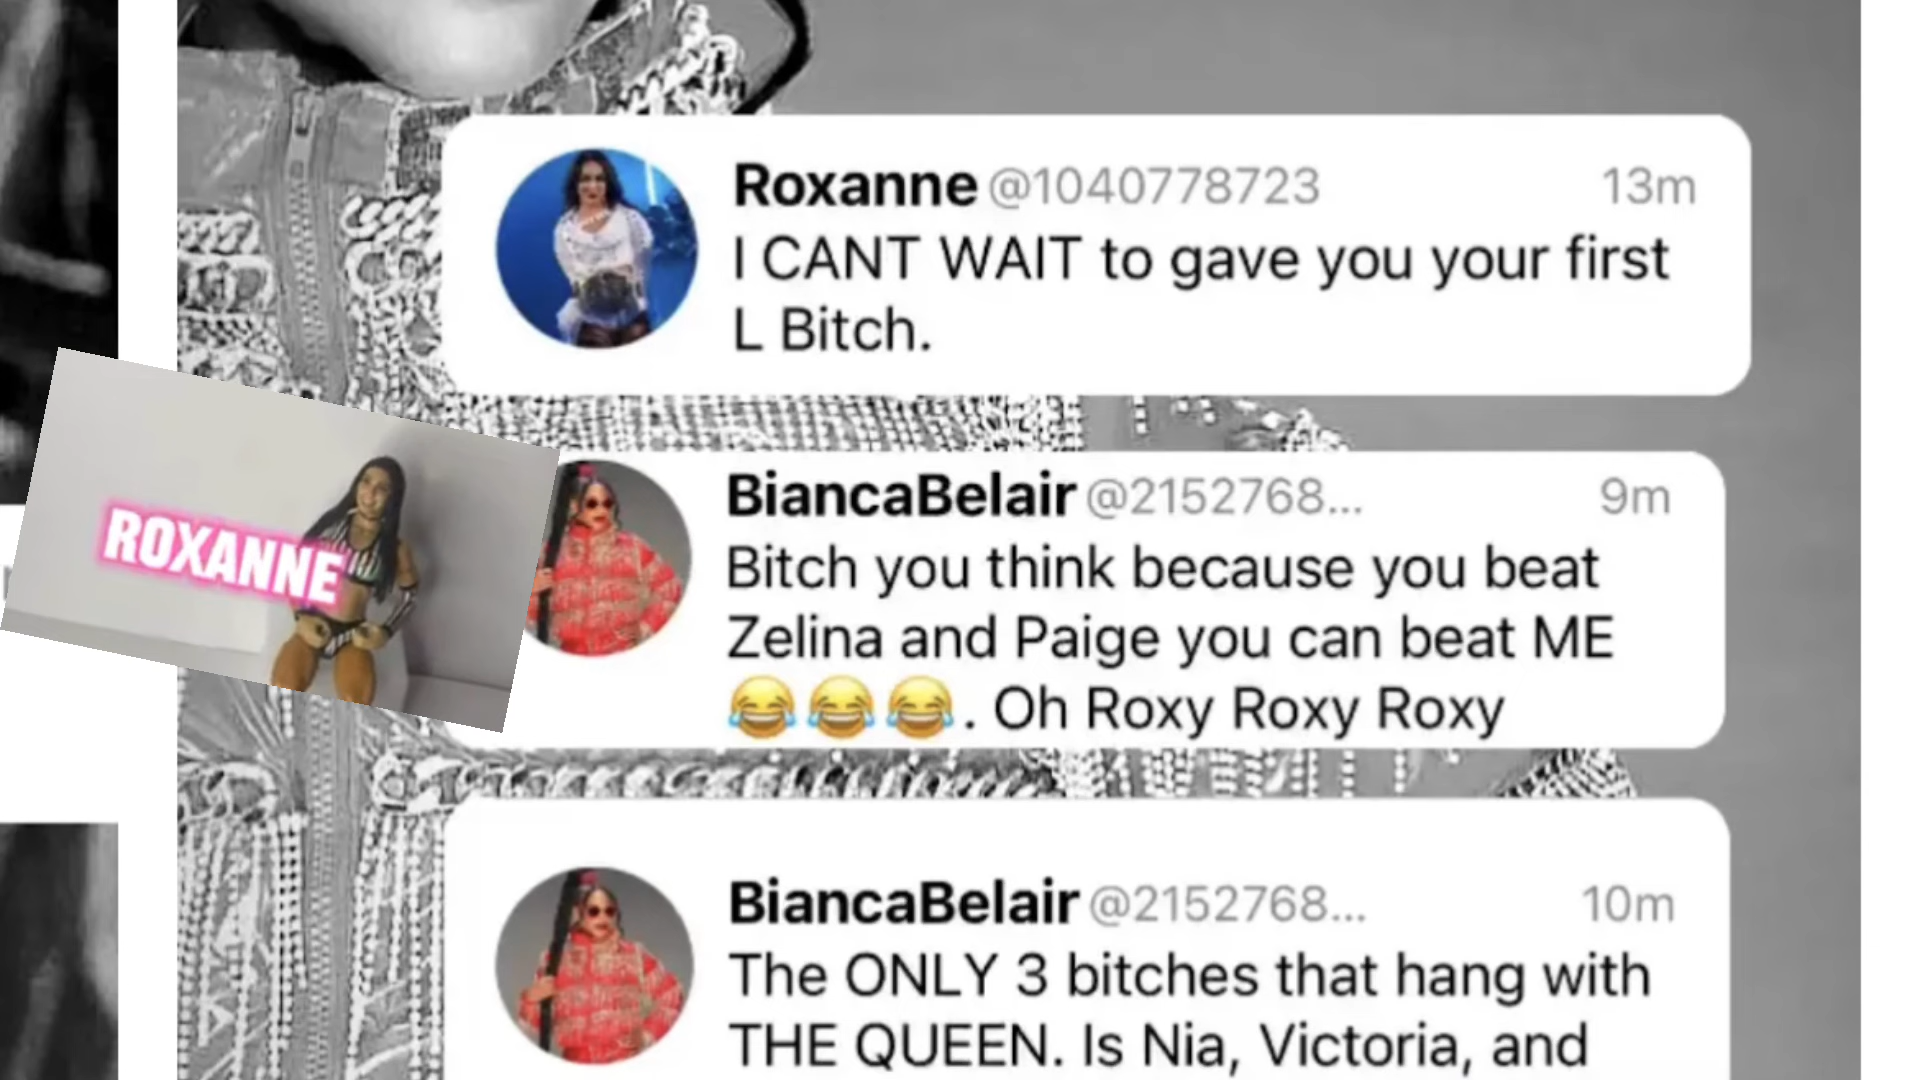 Roxanne @1040778723 13m
I CANT WAIT to gave you your first
L Bitch.
ROXANNE
BiancaBelair @2152768... 9m
Bitch you think because you beat
Zelina and Paige you can beat ME
😂😂😂. Oh Roxy Roxy Roxy
BiancaBelair @2152768... 10m
The ONLY 3 bitches that hang with
THE QUEEN. Is Nia, Victoria, and